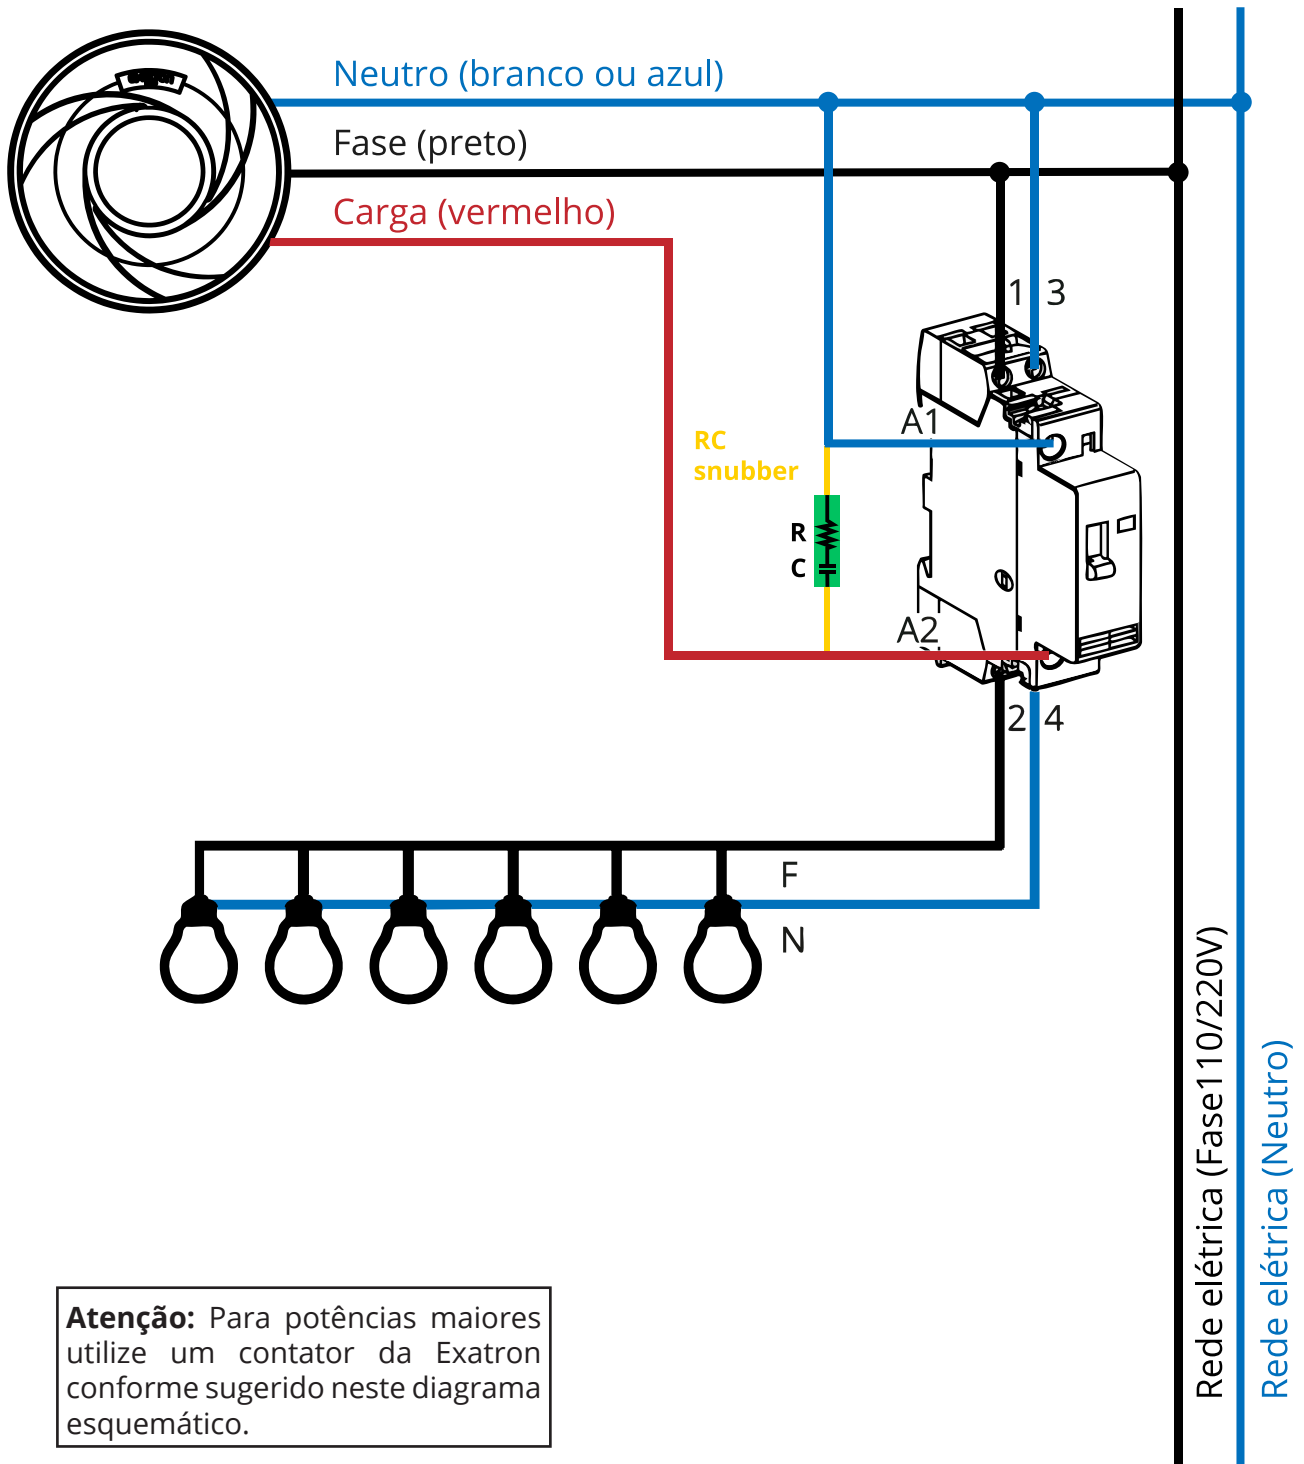 Neutro (branco ou azul)
Fase (preto)
Carga (vermelho)
1 3
A1
RC
snubber
R
C
A2
2 4
F
N
Rede elétrica (Fase110/220V)
Rede elétrica (Neutro)
Atenção: Para potências maiores
utilize um contator da Exatron
conforme sugerido neste diagrama
esquemático.